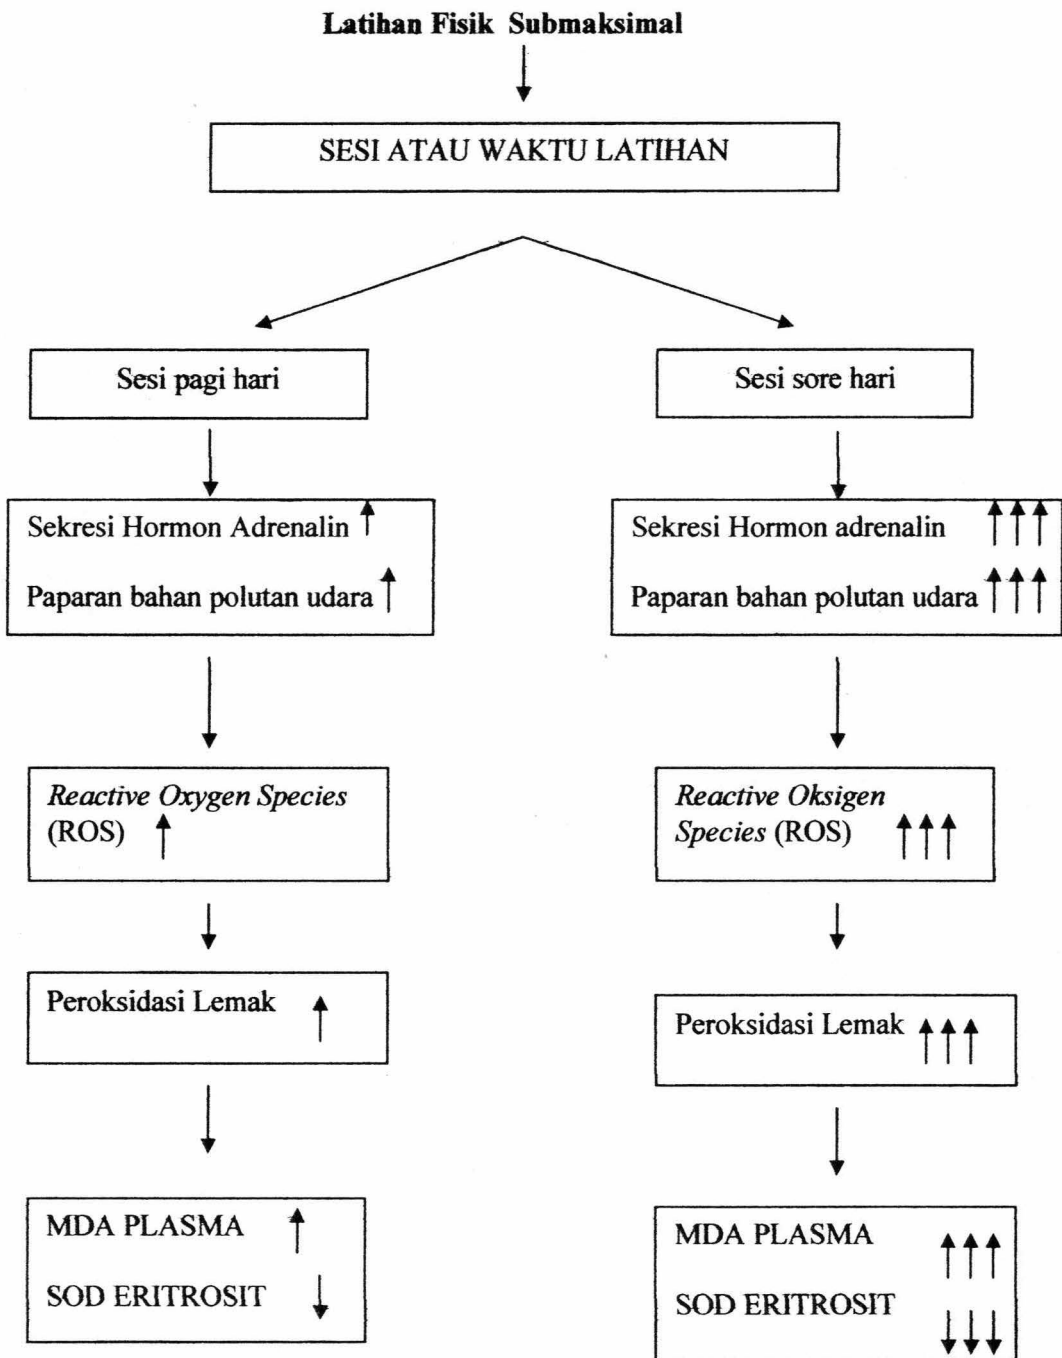 Latihan Fisik Submaksimal
SESI ATAU WAKTU LATIHAN
Sesi pagi hari
Sekresi Hormon Adrenalin ↑
Paparan bahan polutan udara ↑
Reactive Oxygen Species
(ROS) ↑
Peroksidasi Lemak ↑
MDA PLASMA ↑
SOD ERITROSIT ↓
Sesi sore hari
Sekresi Hormon adrenalin ↑↑↑
Paparan bahan polutan udara ↑↑↑
Reactive Oksigen
Species (ROS) ↑↑↑
Peroksidasi Lemak ↑↑↑
MDA PLASMA ↑↑↑
SOD ERITROSIT ↓↓↓